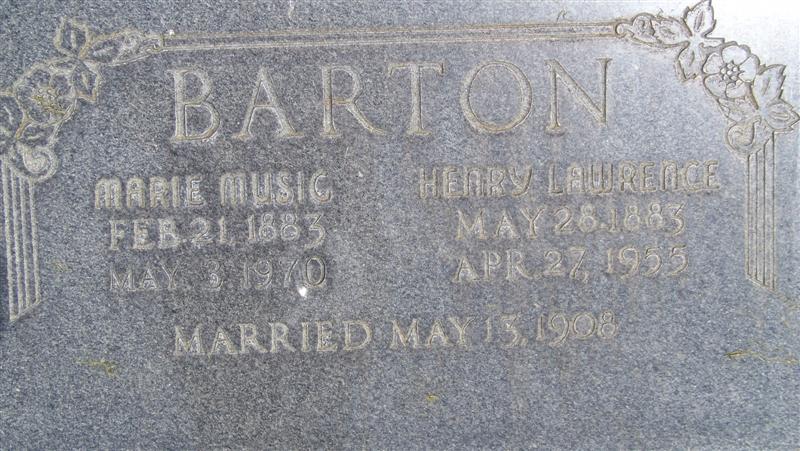 BARTON
MARIE MUSIC
FEB. 21, 1883
MAY 3, 1970
HENRY LAWRENCE
MAY 28, 1883
APR. 27, 1955
MARRIED MAY 13, 1908